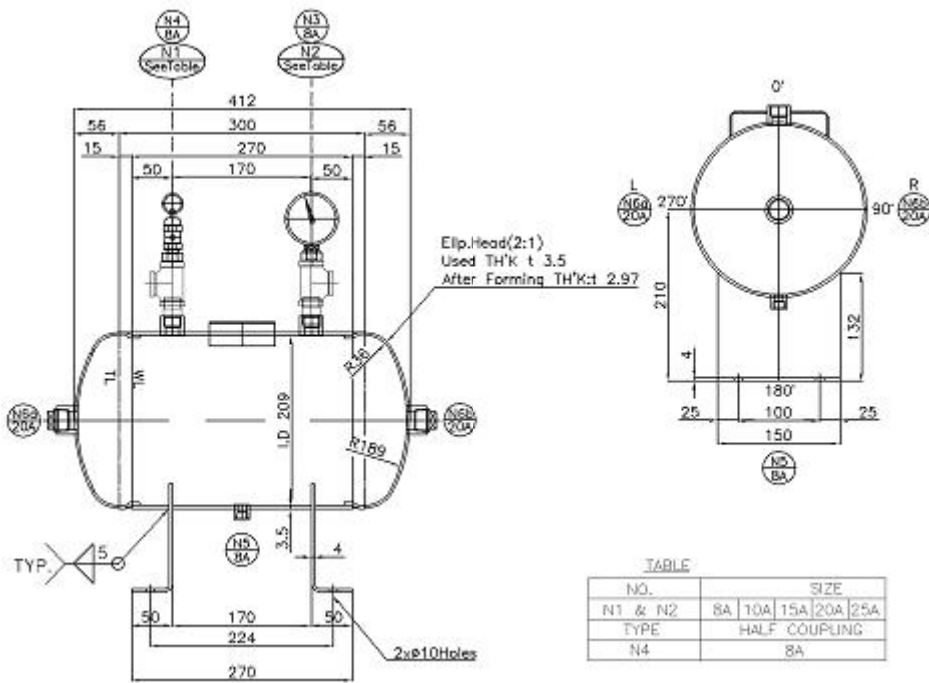 N4
8A
N1
SeeTable
N3
8A
N2
SeeTable
412
56
300
56
15
270
15
50
170
50
Elip.Head(2:1)
Used TH'K t 3.5
After Forming TH'K:t 2.97
R36
TL
WL
I.D 209
R189
N6a
20A
N6b
20A
3.5
4
N5
8A
TYP.
5
50
170
50
224
270
2xø10Holes
0'
L
N6a
20A
270'
R
90'
N6b
20A
210
132
4
180'
25
100
25
150
N5
8A
TABLE
NO. SIZE
N1 & N2 8A 10A 15A 20A 25A
TYPE HALF COUPLING
N4 8A